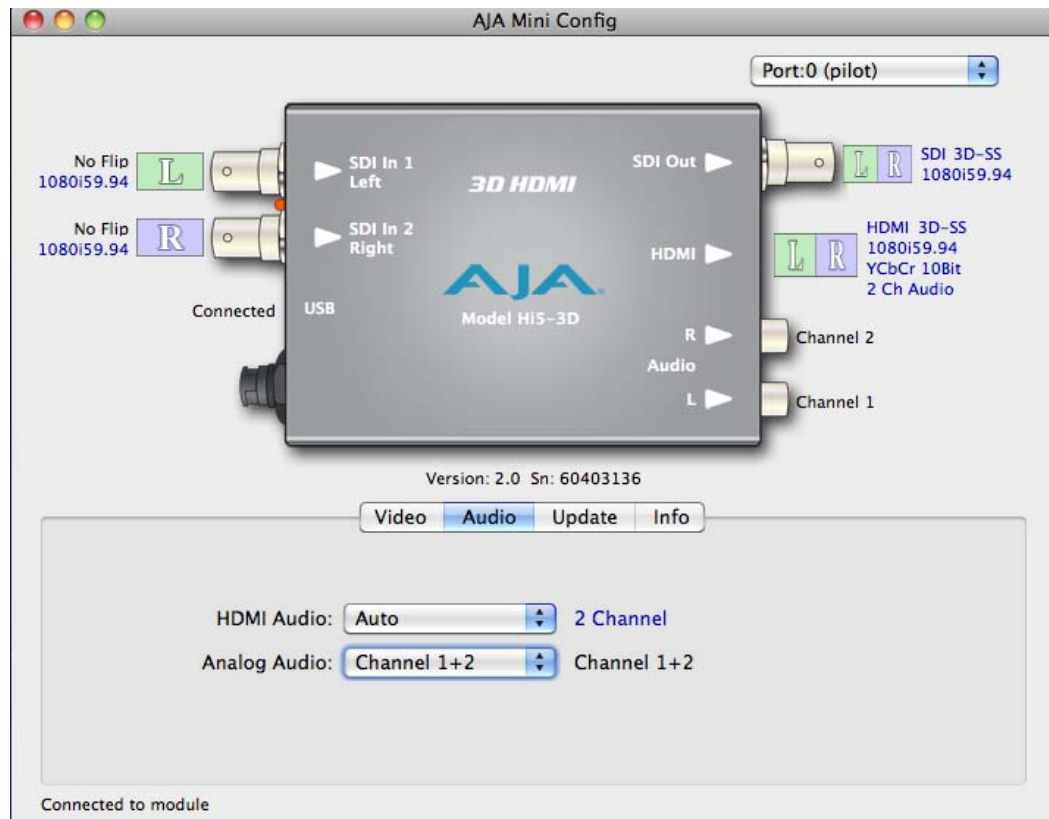 AJA Mini Config
Port:0 (pilot)
No Flip
1080i59.94
L
SDI In 1
Left
3D HDMI
SDI Out
L R
SDI 3D-SS
1080i59.94
No Flip
1080i59.94
R
SDI In 2
Right
HDMI
L R
HDMI 3D-SS
1080i59.94
YCbCr 10Bit
2 Ch Audio
Connected
USB
AJA
Model Hi5-3D
R
Channel 2
Audio
L
Channel 1
Version: 2.0 Sn: 60403136
Video Audio Update Info
HDMI Audio: Auto 2 Channel
Analog Audio: Channel 1+2 Channel 1+2
Connected to module